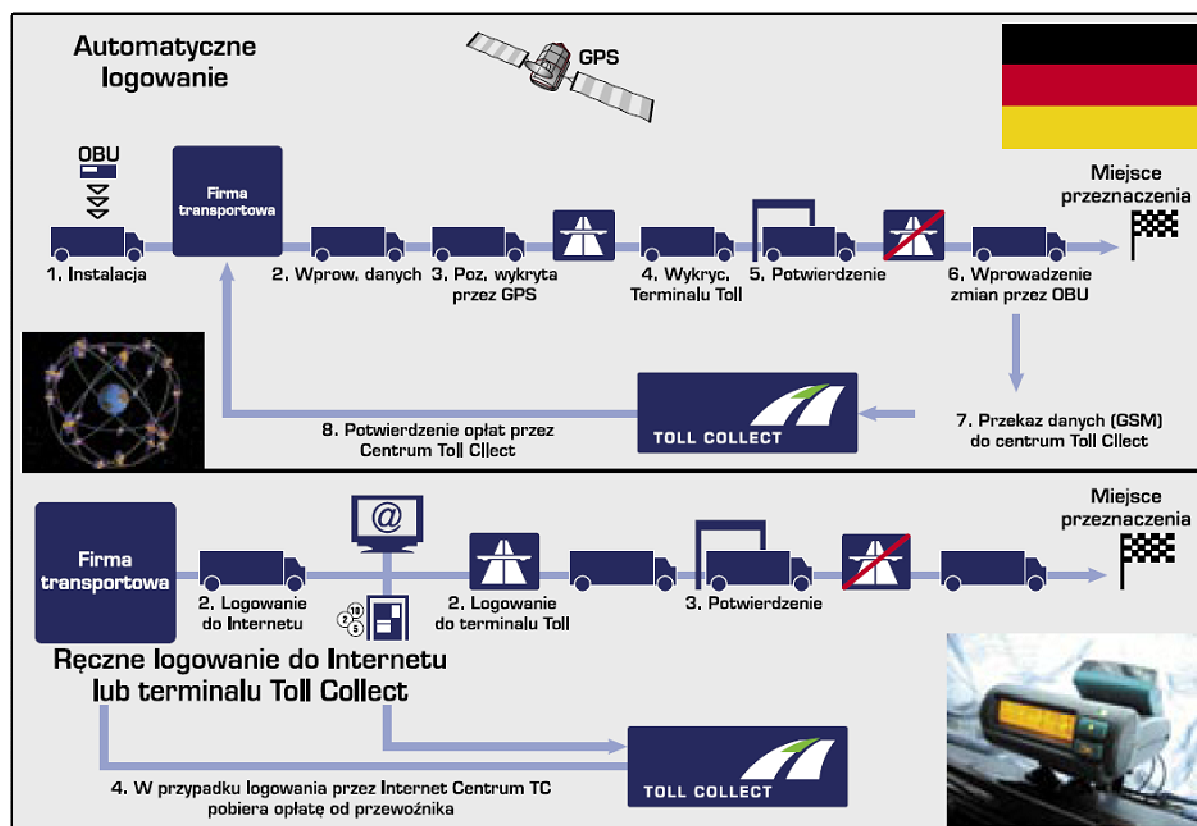 Automatyczne
logowanie
GPS
OBU
Firma
transportowa
Miejsce
przeznaczenia
1. Instalacja
2. Wprow. danych
3. Poz. wykryta
przez GPS
4. Wykryc.
Terminalu Toll
5. Potwierdzenie
6. Wprowadzenie
zmian przez OBU
7. Przekaz danych (GSM)
do centrum Toll Cllect
TOLL COLLECT
8. Potwierdzenie opłat przez
Centrum Toll Cllect
Firma
transportowa
@
Miejsce
przeznaczenia
2. Logowanie
do Internetu
10
2
5
2. Logowanie
do terminalu Toll
3. Potwierdzenie
Ręczne logowanie do Internetu
lub terminalu Toll Collect
TOLL COLLECT
4. W przypadku logowania przez Internet Centrum TC
pobiera opłatę od przewoźnika